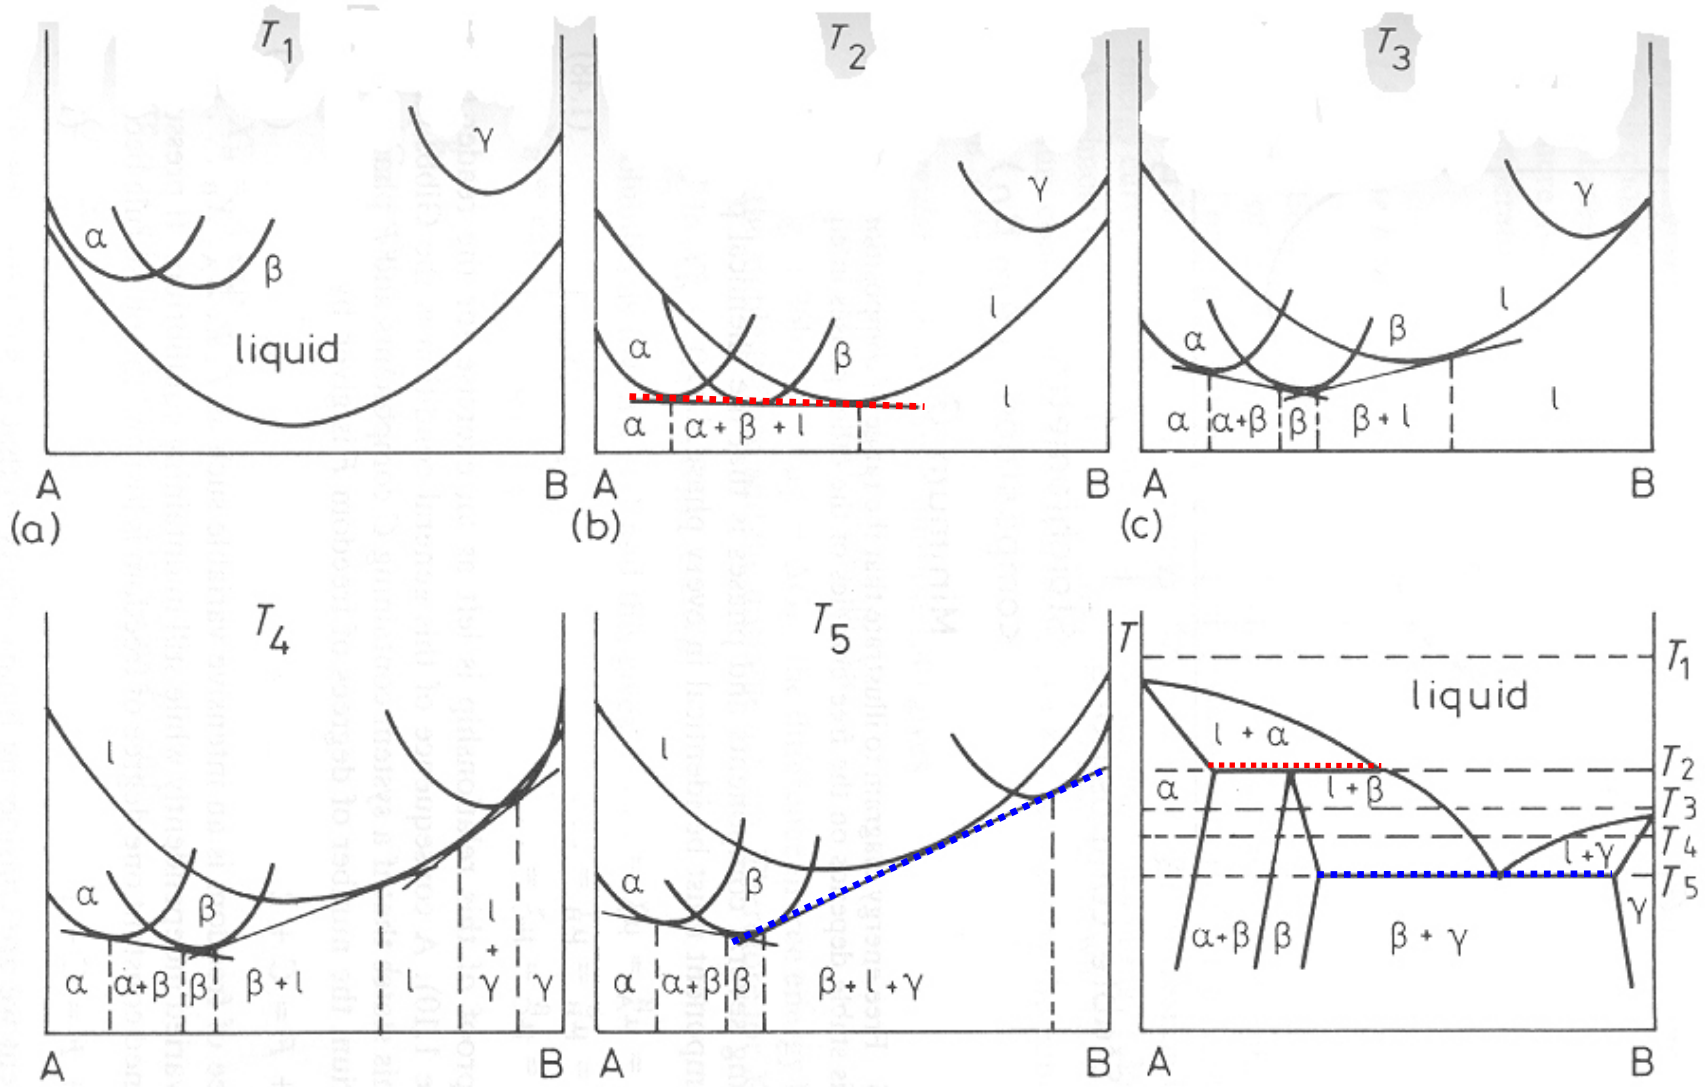 T1
γ
α
β
liquid
A B
(a)
T2
γ
l
α
β
l
α α + β + l
A B
(b)
T3
γ
l
α
β
α α+β β β + l l
A B
(c)
T4
l
α
β
l
+
α α+β β β + l l γ γ
A B
T5
l
α
β
α α+β β β + l + γ
A B
T
T1
liquid
l + α
T2
α l + β
T3
T4
l + γ
T5
γ
α+β β β + γ
A B